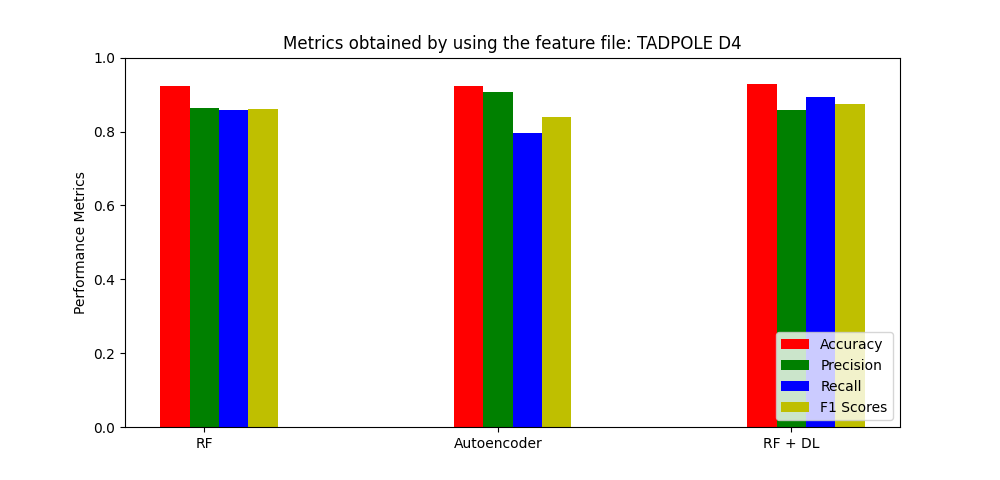 Metrics obtained by using the feature file: TADPOLE D4
1.0
0.8
0.6
0.4
0.2
0.0
Performance Metrics
Accuracy
Precision
Recall
F1 Scores
RF
Autoencoder
RF + DL